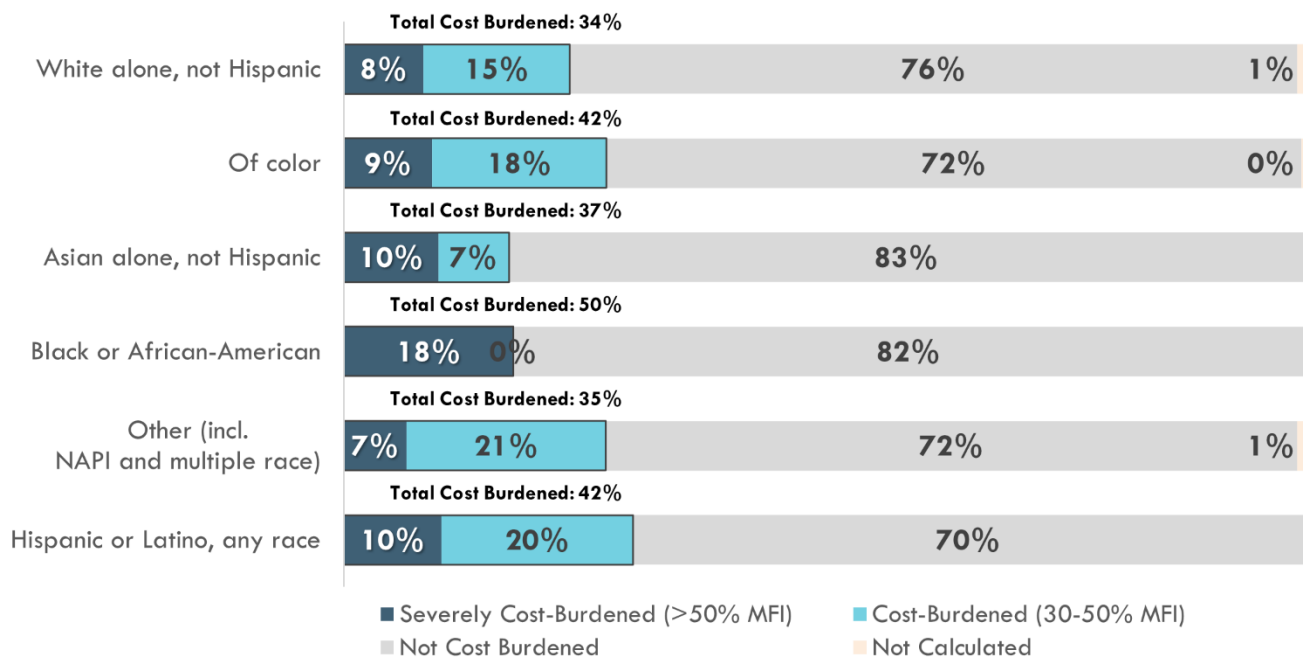 Total Cost Burdened: 34%
White alone, not Hispanic 8% 15% 76% 1%
Total Cost Burdened: 42%
Of color 9% 18% 72% 0%
Total Cost Burdened: 37%
Asian alone, not Hispanic 10% 7% 83%
Total Cost Burdened: 50%
Black or African-American 18% 0% 82%
Total Cost Burdened: 35%
Other (incl.
NAPI and multiple race) 7% 21% 72% 1%
Total Cost Burdened: 42%
Hispanic or Latino, any race 10% 20% 70%
Severely Cost-Burdened (>50% MFI) Cost-Burdened (30-50% MFI)
Not Cost Burdened Not Calculated